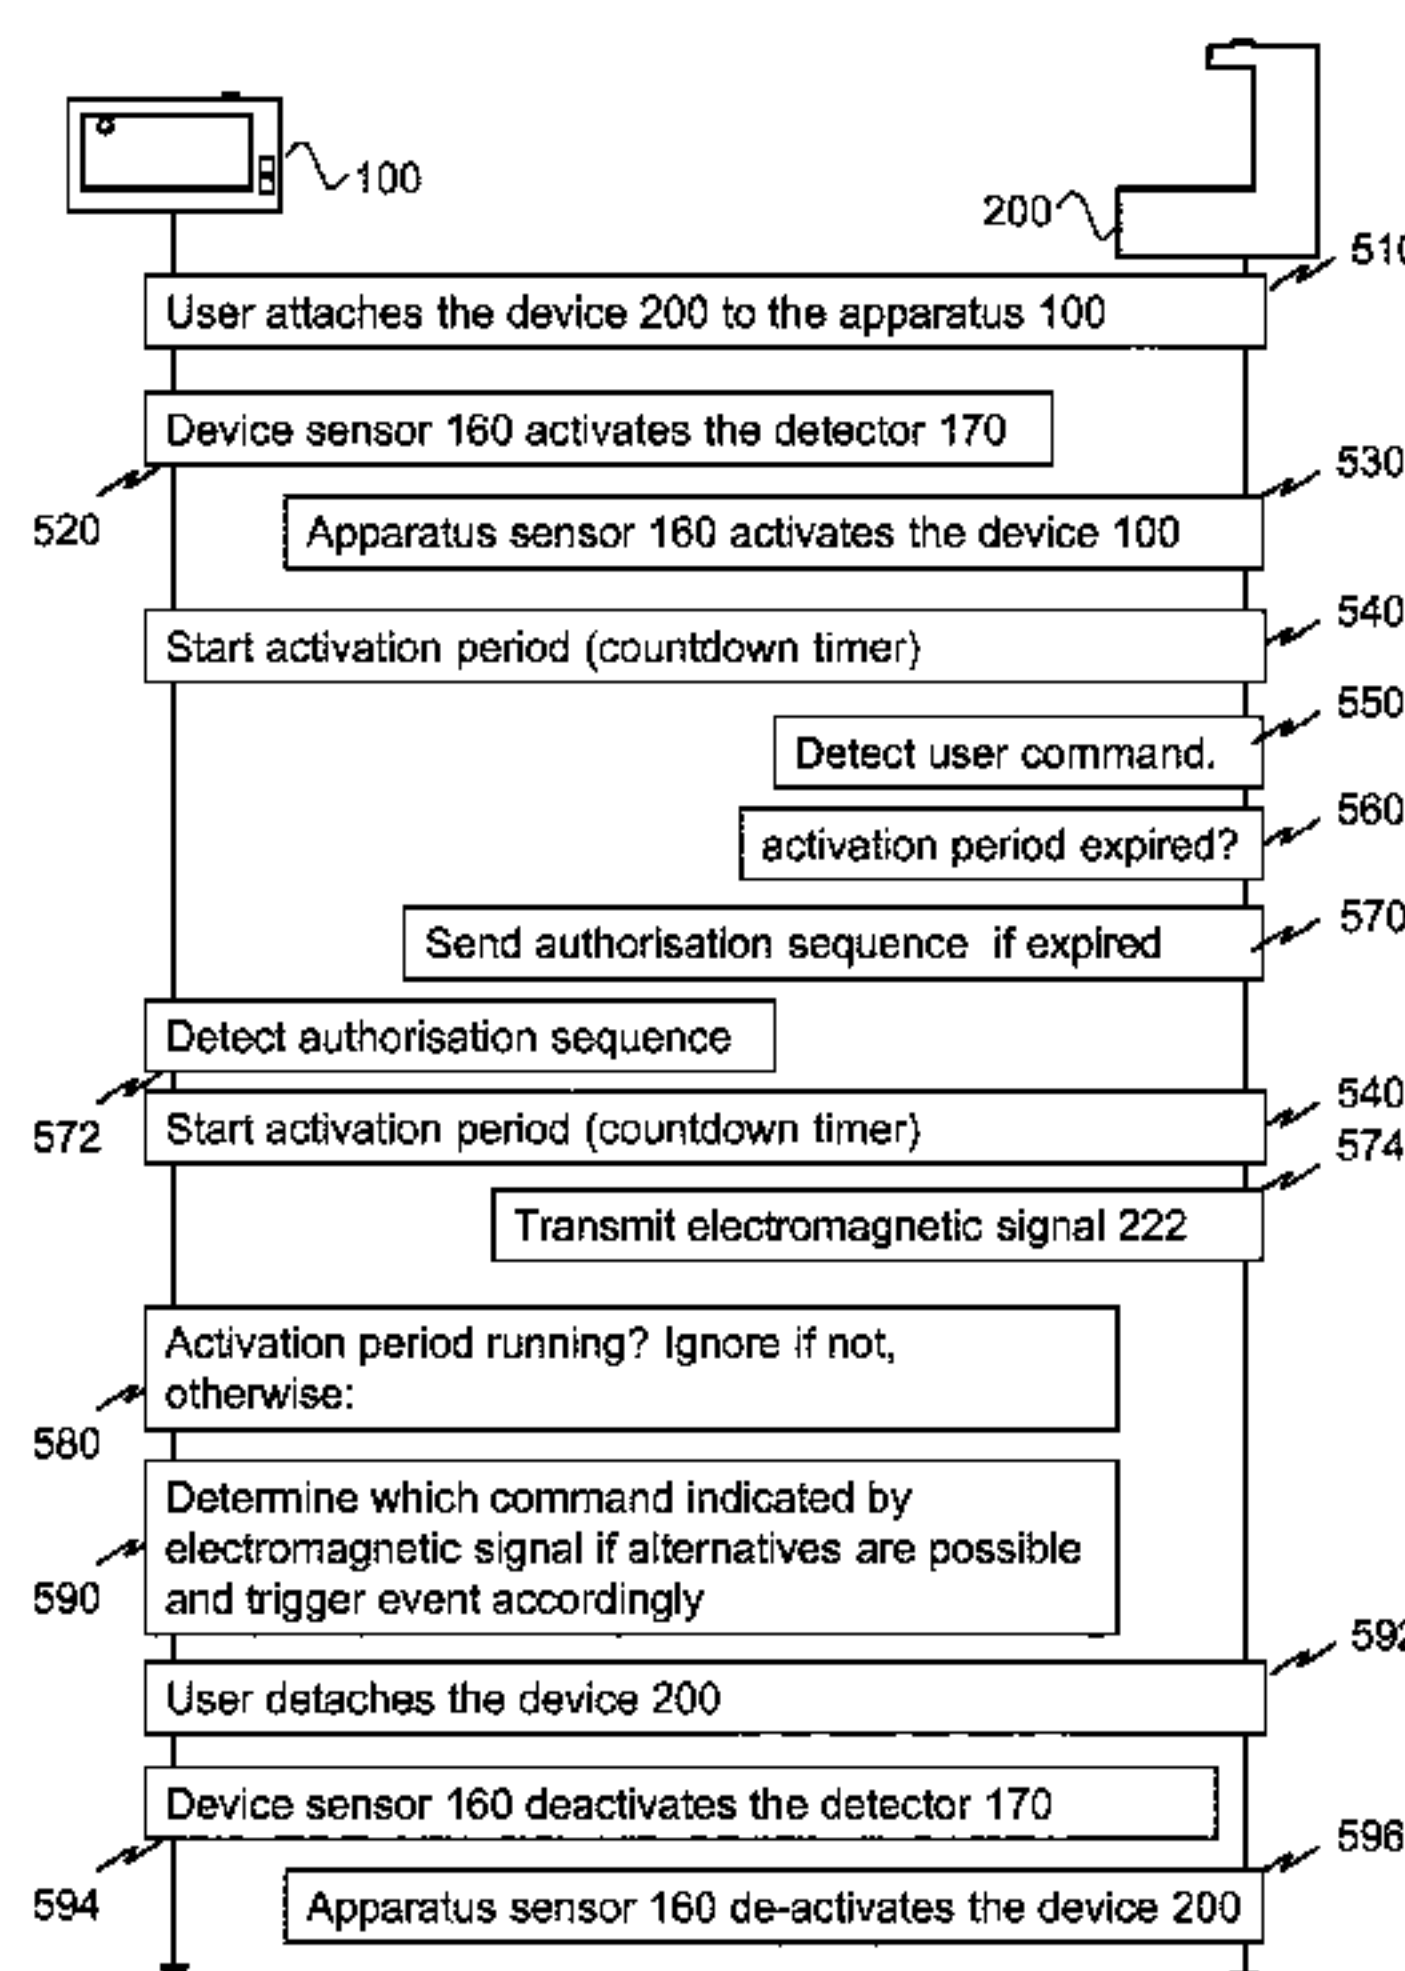 100
200
510
User attaches the device 200 to the apparatus 100
Device sensor 160 activates the detector 170
520
530
Apparatus sensor 160 activates the device 100
540
Start activation period (countdown timer)
550
Detect user command.
560
activation period expired?
570
Send authorisation sequence if expired
Detect authorisation sequence
572
540
Start activation period (countdown timer)
574
Transmit electromagnetic signal 222
Activation period running? Ignore if not,
otherwise:
580
Determine which command indicated by
electromagnetic signal if alternatives are possible
and trigger event accordingly
590
592
User detaches the device 200
Device sensor 160 deactivates the detector 170
594
596
Apparatus sensor 160 de-activates the device 200